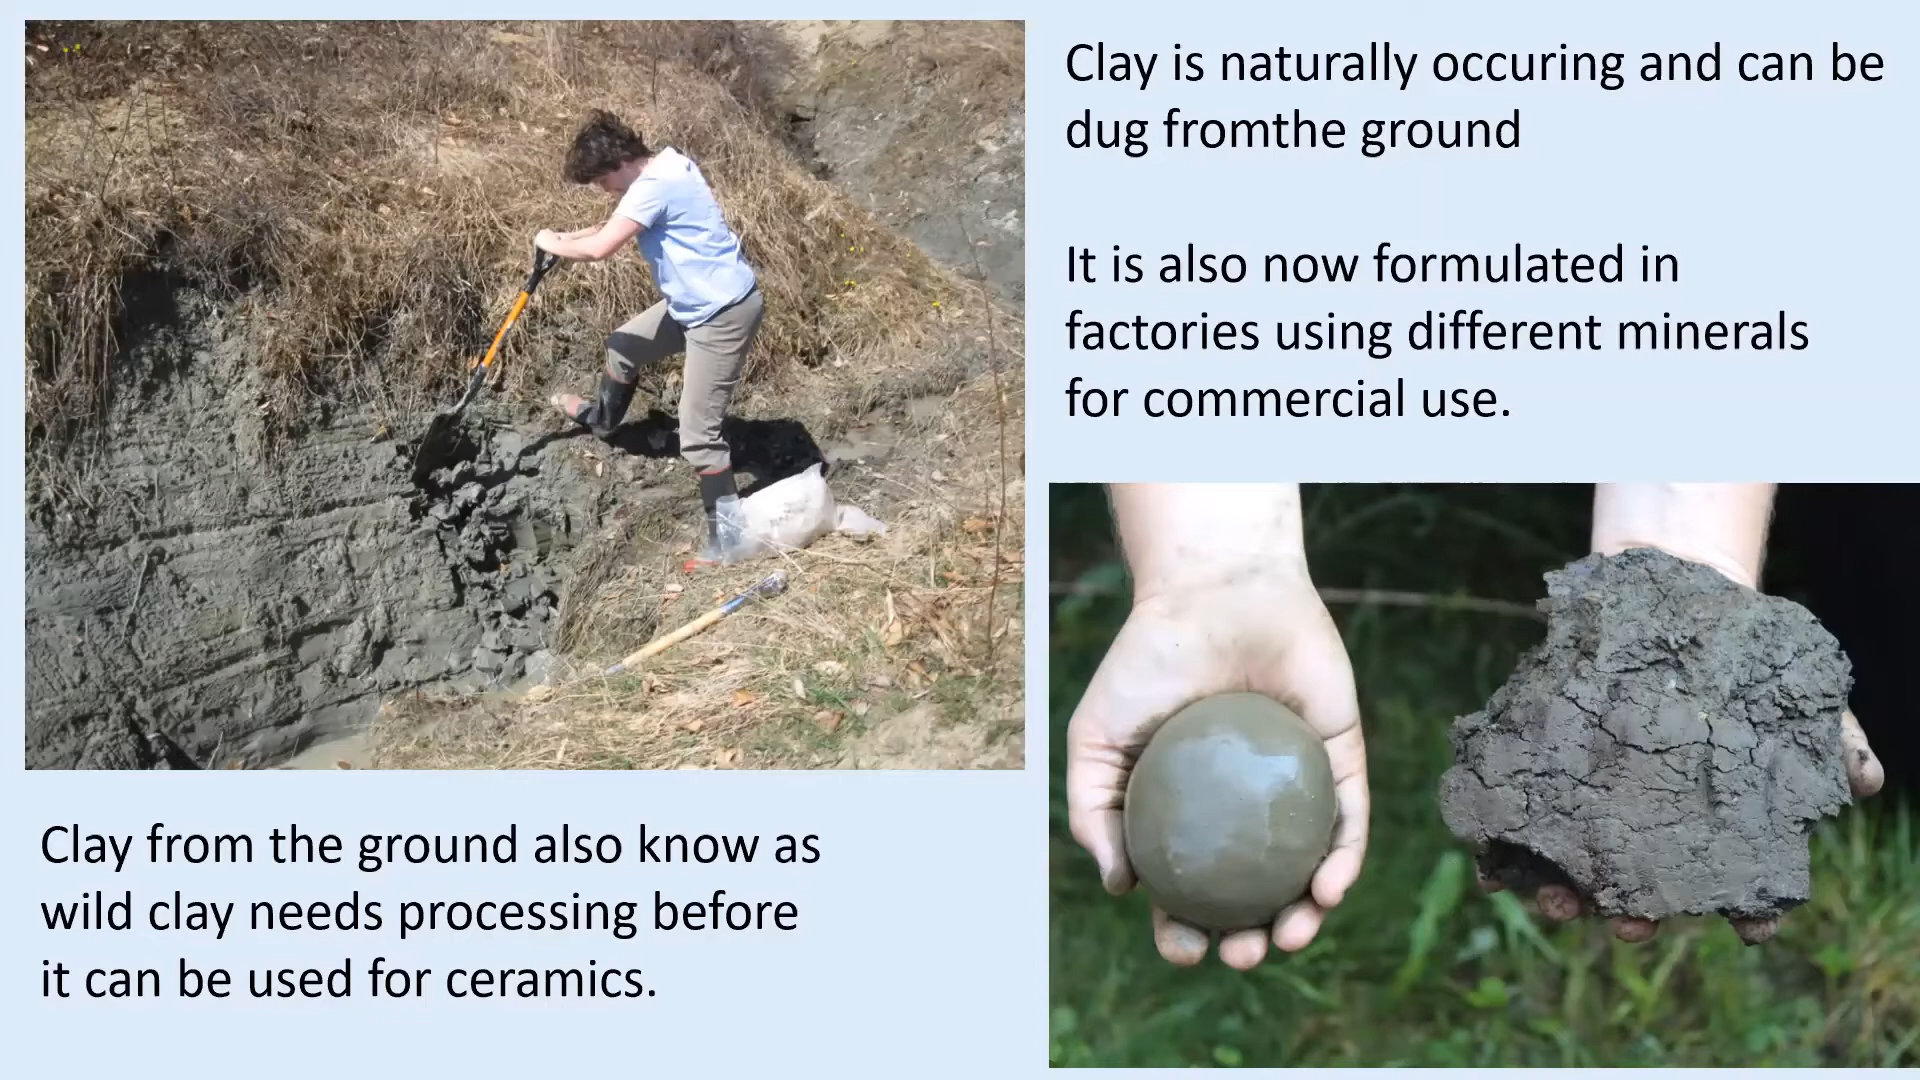 Clay is naturally occuring and can be
dug fromthe ground
It is also now formulated in
factories using different minerals
for commercial use.
Clay from the ground also know as
wild clay needs processing before
it can be used for ceramics.